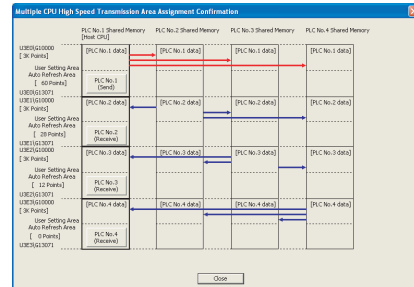 Multiple CPU High Speed Transmission Area Assignment Confirmation
PLC No.1 Shared Memory PLC No.2 Shared Memory PLC No.3 Shared Memory PLC No.4 Shared Memory
[Host CPU]
U3E0\G10000 [PLC No.1 data] [PLC No.1 data] [PLC No.1 data] [PLC No.1 data]
[ 3K Points]
User Setting Area
Auto Refresh Area
[ 60 Points] PLC No.1
(Send)
U3E0\G13071
U3E1\G10000 [PLC No.2 data] [PLC No.2 data] [PLC No.2 data] [PLC No.2 data]
[ 3K Points]
User Setting Area
Auto Refresh Area
[ 28 Points] PLC No.2
(Receive)
U3E1\G13071
U3E2\G10000 [PLC No.3 data] [PLC No.3 data] [PLC No.3 data] [PLC No.3 data]
[ 3K Points]
User Setting Area
Auto Refresh Area
[ 12 Points] PLC No.3
(Receive)
U3E2\G13071
U3E3\G10000 [PLC No.4 data] [PLC No.4 data] [PLC No.4 data] [PLC No.4 data]
[ 3K Points]
User Setting Area
Auto Refresh Area
[ 0 Points] PLC No.4
(Receive)
U3E3\G13071
Close